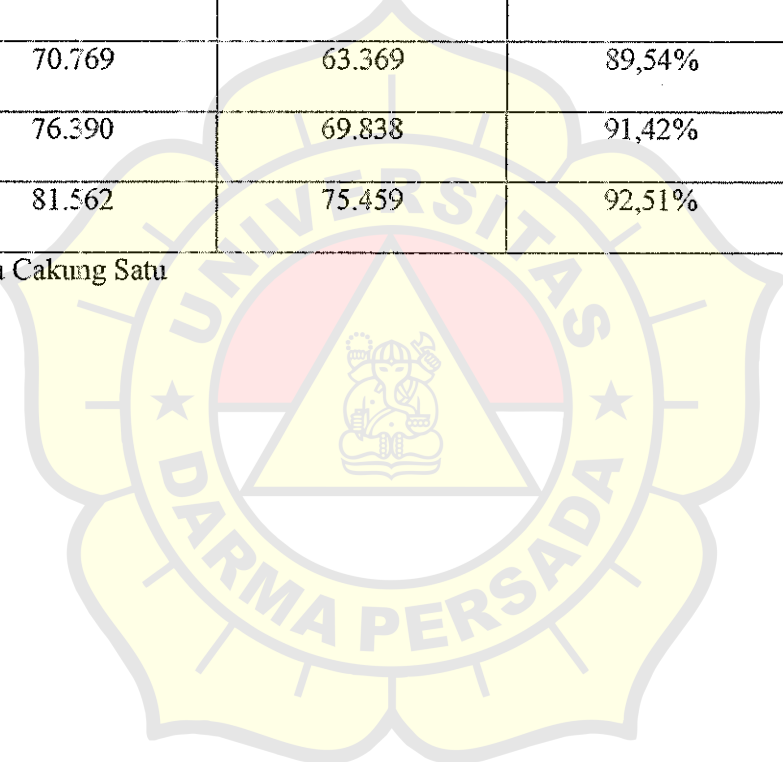 70.769 63.369 89,54%
76.390 69.838 91,42%
81.562 75.459 92,51%
Cakung Satu
UNIVERSITAS
DARMA PERSADA